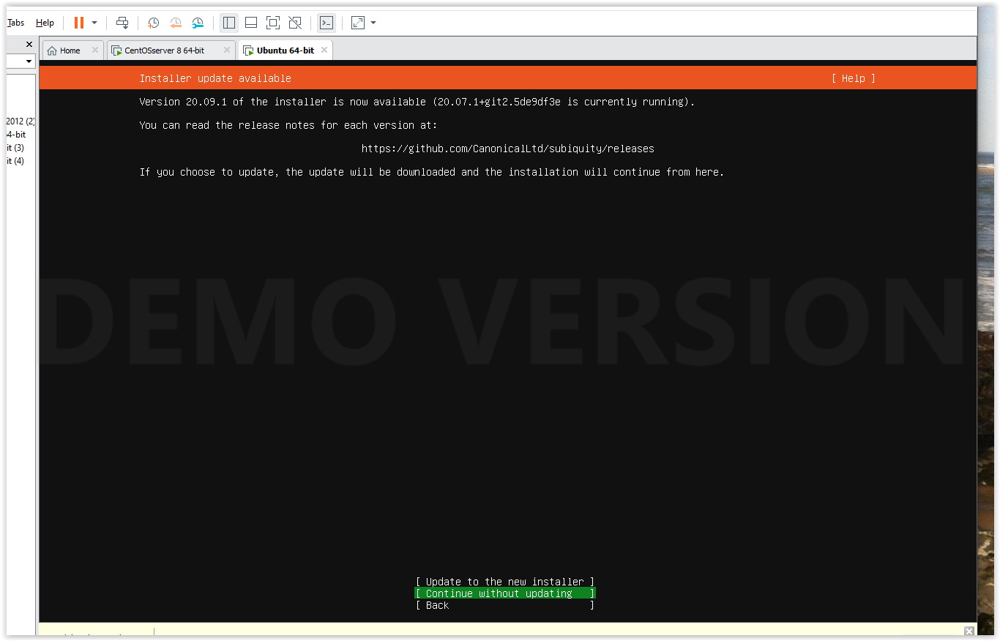 Tabs Help
Home CentOSserver 8 64-bit Ubuntu 64-bit
2012 (2)
4-bit
it (3)
it (4)
Installer update available [ Help ]
Version 20.09.1 of the installer is now available (20.07.1+git2.5de9df3e is currently running).
You can read the release notes for each version at:
https://github.com/CanonicalLtd/subiquity/releases
If you choose to update, the update will be downloaded and the installation will continue from here.
DEMO VERSION
[ Update to the new installer ]
[ Continue without updating ]
[ Back ]